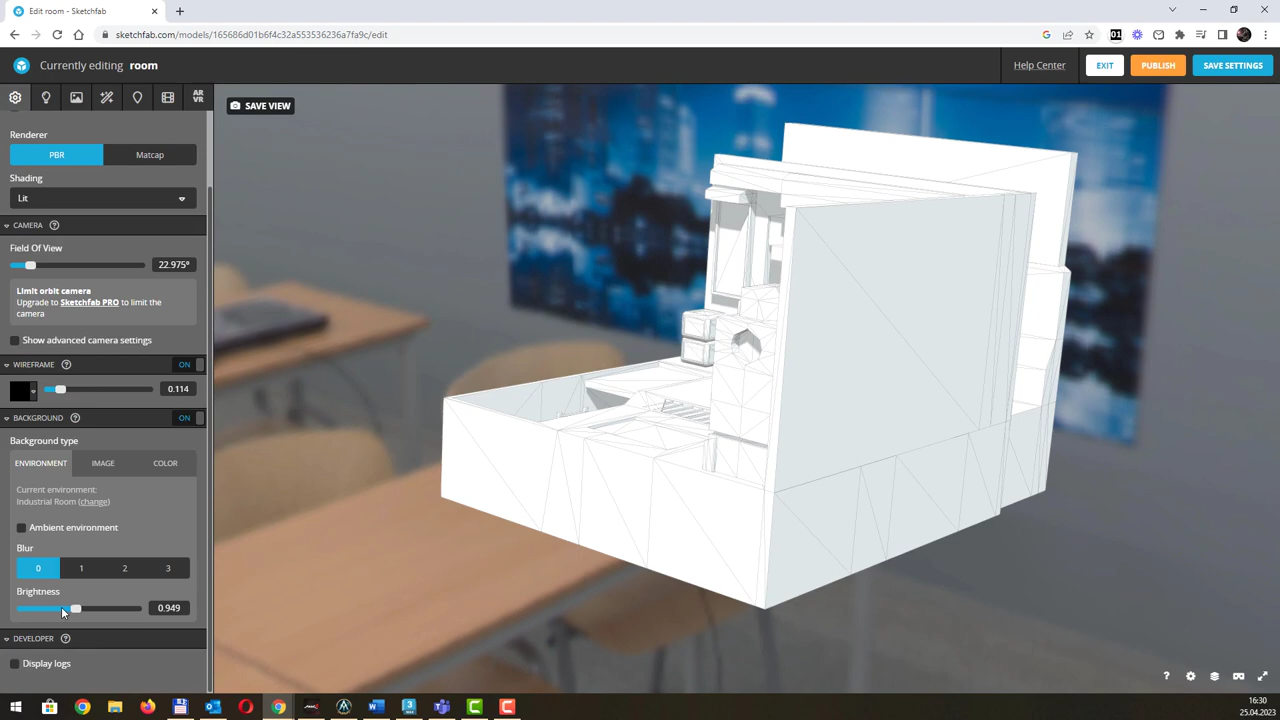 Edit room - Sketchfab
sketchfab.com/models/165686d01b6f4c32a553536236a7fa9c/edit
Currently editing room
Help Center
EXIT
PUBLISH
SAVE SETTINGS
AR
VR
SAVE VIEW
Renderer
PBR
Matcap
Shading
Lit
CAMERA
Field Of View
22.975°
Limit orbit camera
Upgrade to Sketchfab PRO to limit the
camera
Show advanced camera settings
WIREFRAME
ON
0.114
BACKGROUND
ON
Background type
ENVIRONMENT
IMAGE
COLOR
Current environment:
Industrial Room (change)
Ambient environment
Blur
0
1
2
3
Brightness
0.949
DEVELOPER
Display logs
16:30
25.04.2023